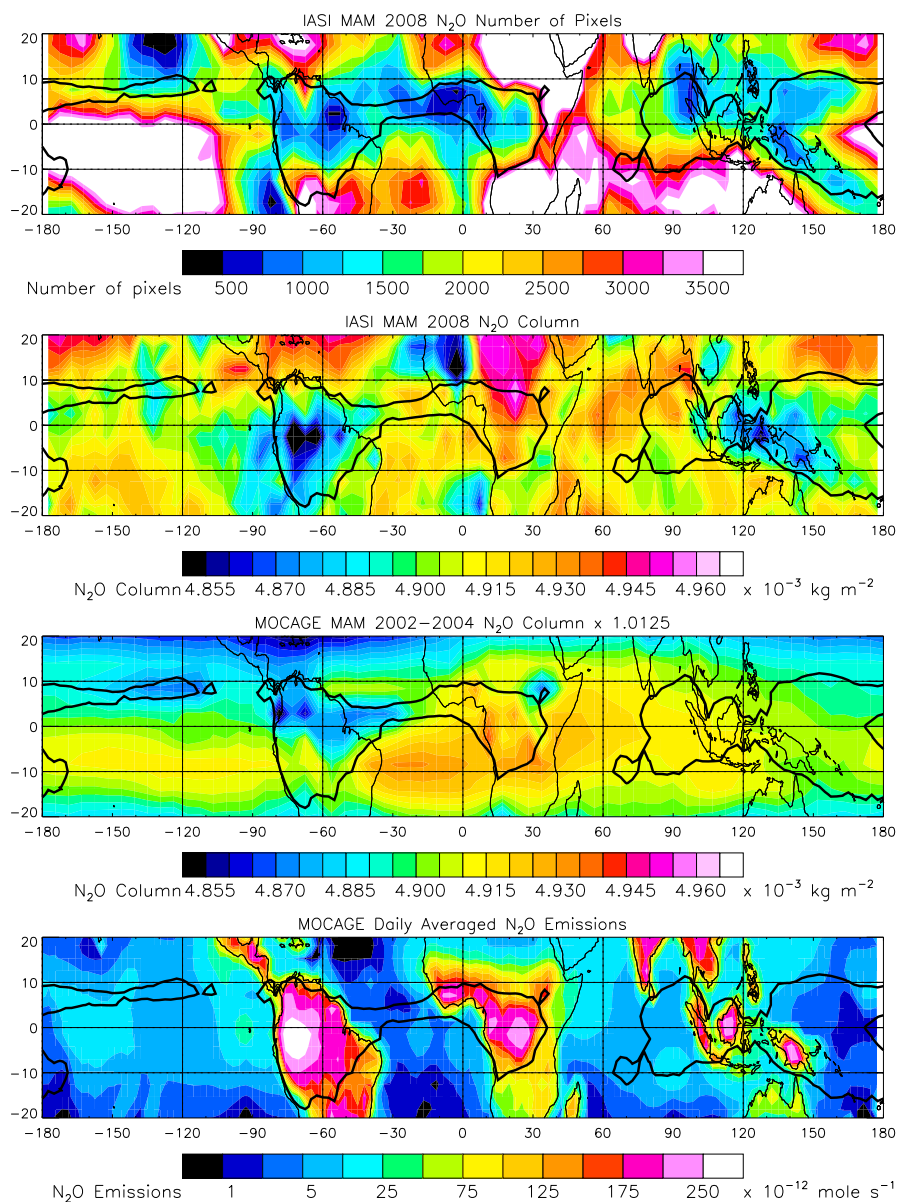 IASI MAM 2008 N₂O Number of Pixels
20
10
0
−10
−20
−180 −150 −120 −90 −60 −30 0 30 60 90 120 150 180
Number of pixels 500 1000 1500 2000 2500 3000 3500
IASI MAM 2008 N₂O Column
20
10
0
−10
−20
−180 −150 −120 −90 −60 −30 0 30 60 90 120 150 180
N₂O Column 4.855 4.870 4.885 4.900 4.915 4.930 4.945 4.960 x 10⁻³ kg m⁻²
MOCAGE MAM 2002−2004 N₂O Column x 1.0125
20
10
0
−10
−20
−180 −150 −120 −90 −60 −30 0 30 60 90 120 150 180
N₂O Column 4.855 4.870 4.885 4.900 4.915 4.930 4.945 4.960 x 10⁻³ kg m⁻²
MOCAGE Daily Averaged N₂O Emissions
20
10
0
−10
−20
−180 −150 −120 −90 −60 −30 0 30 60 90 120 150 180
N₂O Emissions 1 5 25 75 125 175 250 x 10⁻¹² mole s⁻¹